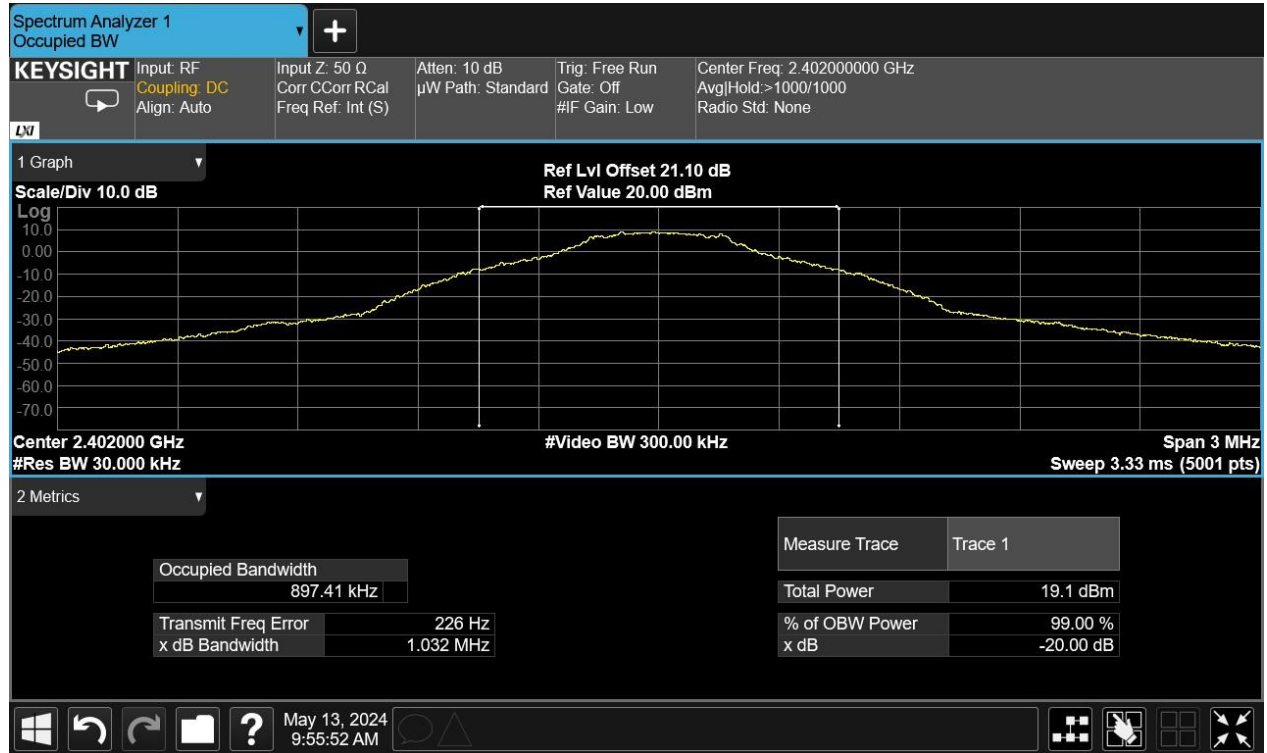 Spectrum Analyzer 1
Occupied BW
▼
+
KEYSIGHT
LXI
Input: RF
Coupling: DC
Align: Auto
Input Z: 50 Ω
Corr CCorr RCal
Freq Ref: Int (S)
Atten: 10 dB
µW Path: Standard
Trig: Free Run
Gate: Off
#IF Gain: Low
Center Freq: 2.402000000 GHz
Avg|Hold:>1000/1000
Radio Std: None
1 Graph
Scale/Div 10.0 dB
Ref Lvl Offset 21.10 dB
Ref Value 20.00 dBm
Log
10.0
0.00
-10.0
-20.0
-30.0
-40.0
-50.0
-60.0
-70.0
Center 2.402000 GHz
#Video BW 300.00 kHz
Span 3 MHz
#Res BW 30.000 kHz
Sweep 3.33 ms (5001 pts)
2 Metrics
Measure Trace Trace 1
Occupied Bandwidth
897.41 kHz
Total Power 19.1 dBm
Transmit Freq Error 226 Hz
% of OBW Power 99.00 %
x dB Bandwidth 1.032 MHz
x dB -20.00 dB
?
May 13, 2024
9:55:52 AM